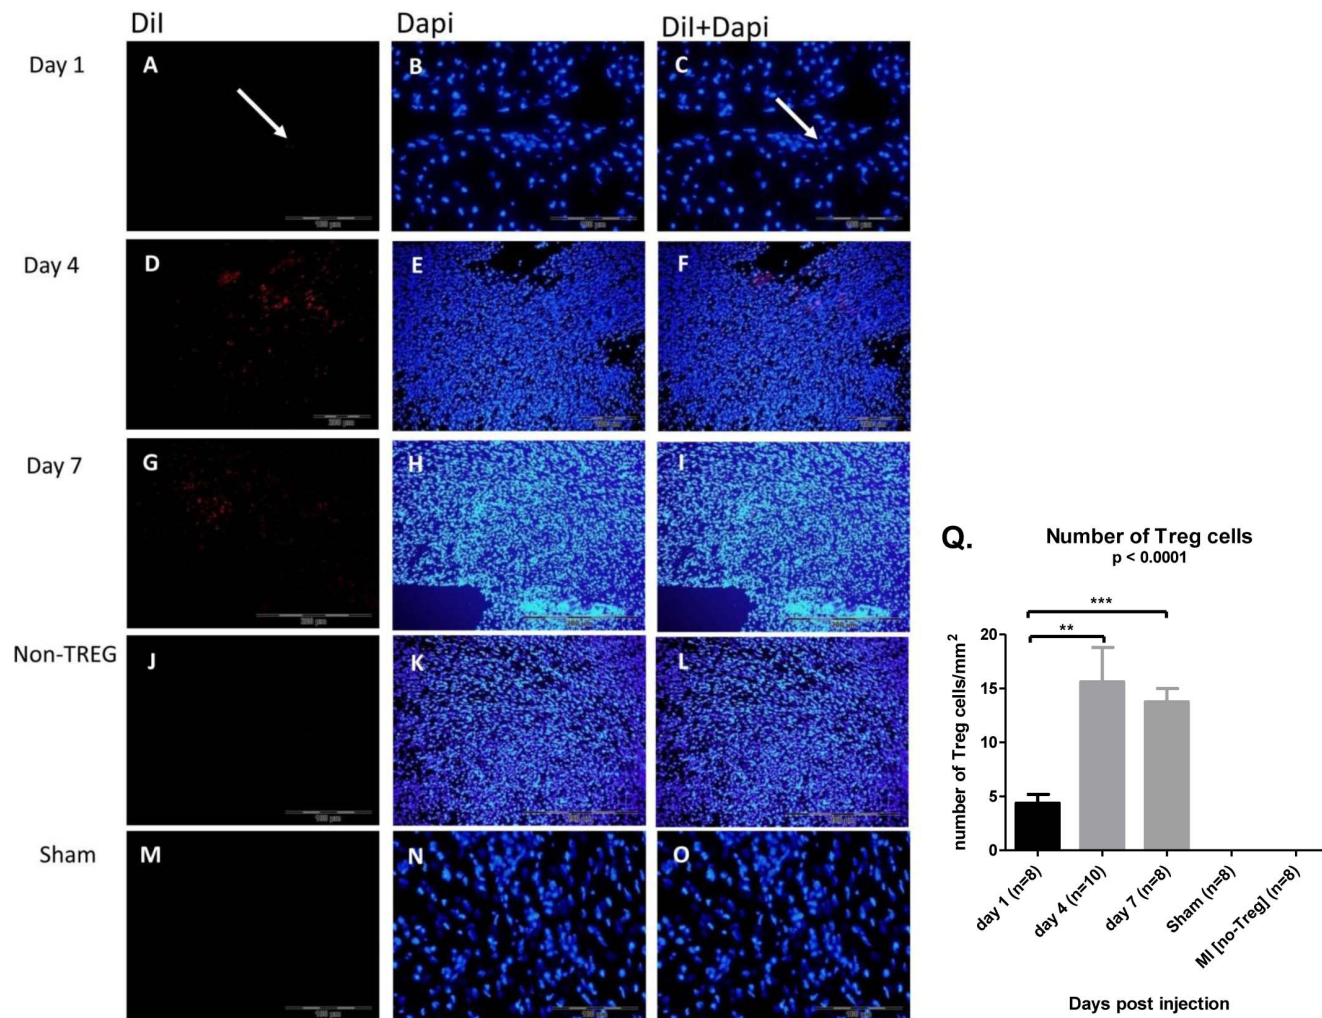 DiI
Dapi
DiI+Dapi
Day 1
A
B
C
Day 4
D
E
F
Day 7
G
H
I
Non-TREG
J
K
L
Sham
M
N
O
Q.
Number of Treg cells
p < 0.0001
***
**
number of Treg cells/mm²
20
15
10
5
0
day 1 (n=8)
day 4 (n=10)
day 7 (n=8)
Sham (n=8)
MI [no-Treg] (n=8)
Days post injection